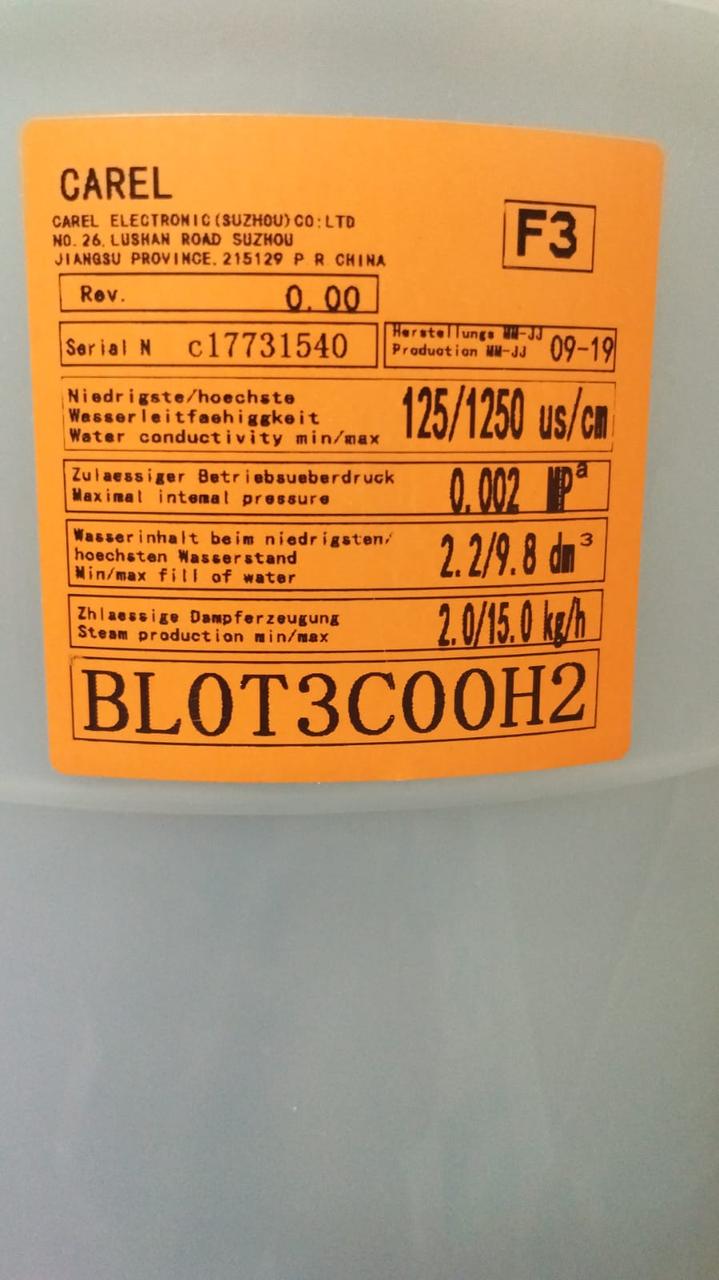 CAREL
CAREL ELECTRONIC(SUZHOU)CO:LTD
NO.26,LUSHAN ROAD SUZHOU
JIANGSU PROVINCE.215129 P R CHINA
F3
Rev. 0.00
Serial N c17731540
Herstellungs MM-JJ
Production MM-JJ 09-19
Niedrigste/hoechste
Wasserleitfaehiggkeit
Water conductivity min/max
125/1250 us/cm
Zulaessiger Betriebsueberdruck
Maximal intemal pressure
0.002 MPa
Wasserinhalt beim niedrigsten/
hoechsten Wasserstand
Min/max fill of water
2.2/9.8 dm³
Zhlaessige Dampferzeugung
Steam production min/max
2.0/15.0 kg/h
BL0T3C00H2